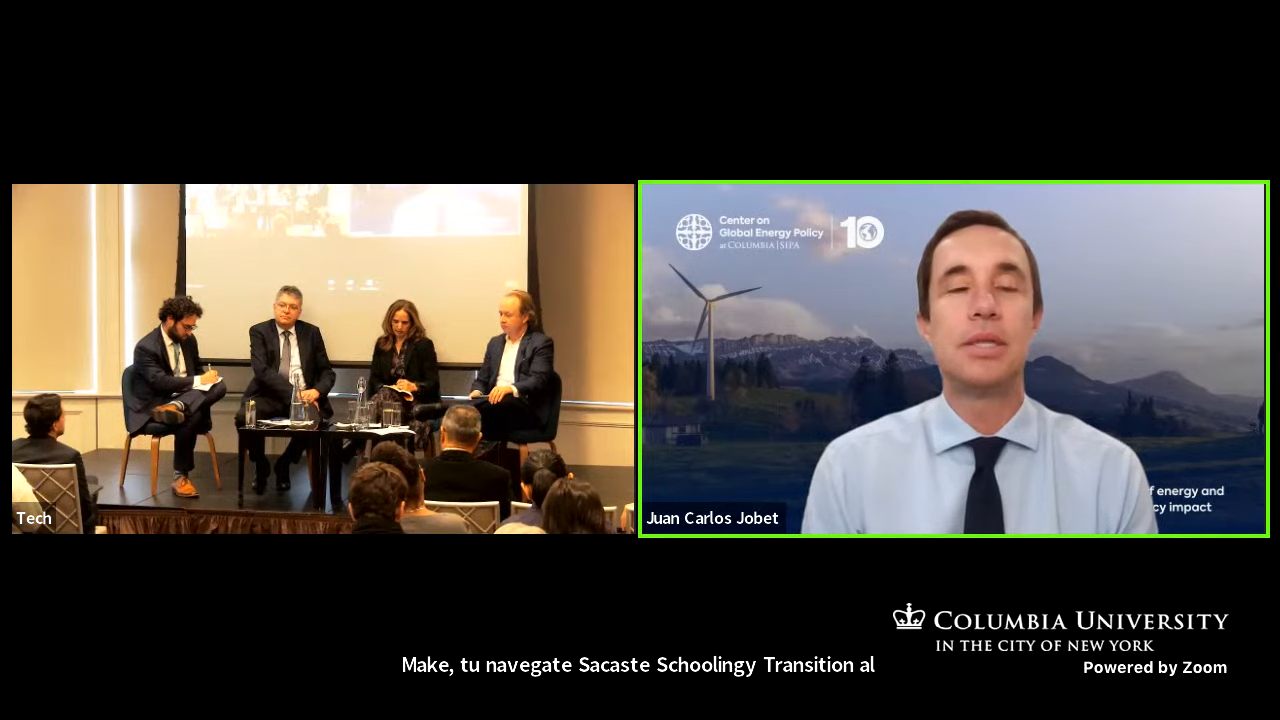 Center on
Global Energy Policy
at COLUMBIA | SIPA
10
f energy and
cy impact
Tech
Juan Carlos Jobet
COLUMBIA UNIVERSITY
IN THE CITY OF NEW YORK
Make, tu navegate Sacaste Schoolingy Transition al
Powered by Zoom